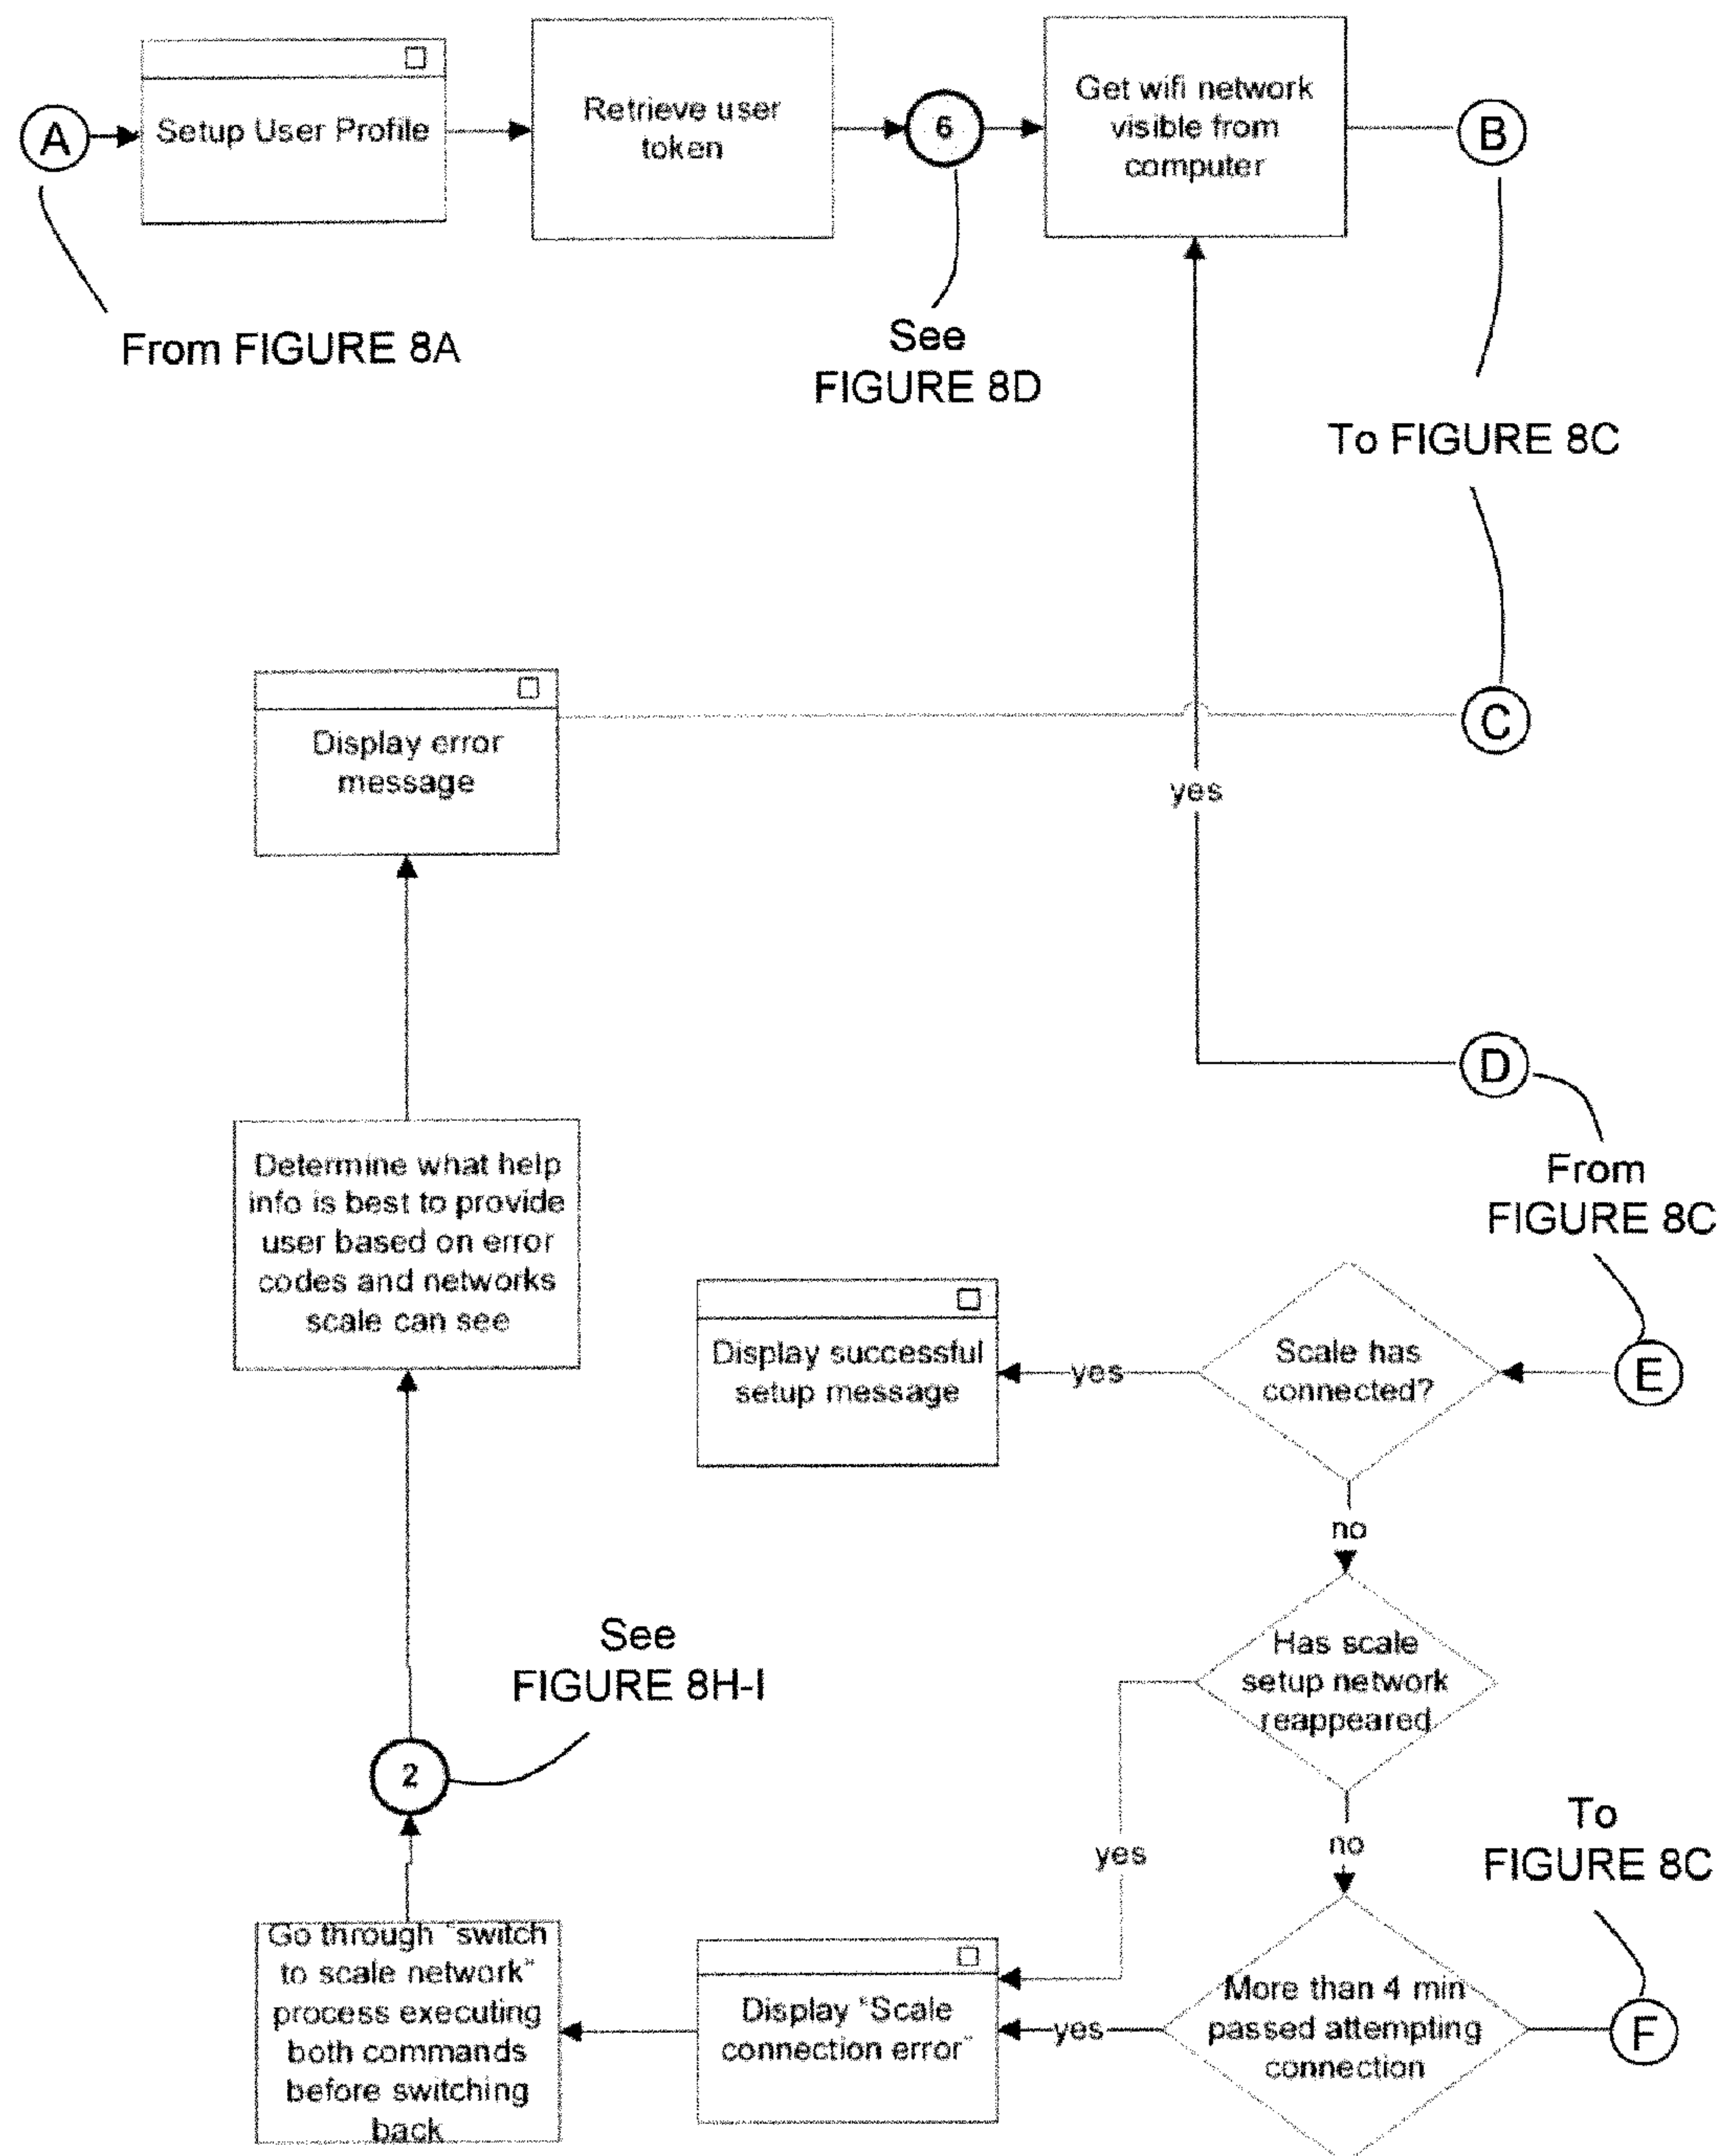 A
Setup User Profile
Retrieve user
token
6
Get wifi network
visible from
computer
B
From FIGURE 8A
See
FIGURE 8D
To FIGURE 8C
Display error
message
C
yes
D
Determine what help
info is best to provide
user based on error
codes and networks
scale can see
From
FIGURE 8C
Display successful
setup message
yes
Scale has
connected?
E
no
See
FIGURE 8H-I
Has scale
setup network
reappeared
2
yes
no
To
FIGURE 8C
Go through "switch
to scale network"
process executing
both commands
before switching
back
Display "Scale
connection error"
yes
More than 4 min
passed attempting
connection
F